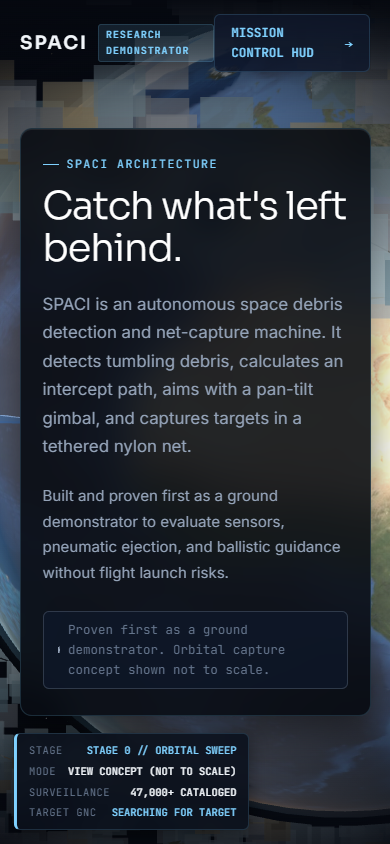 SPACI
RESEARCH
DEMONSTRATOR
MISSION
CONTROL HUD →
SPACI ARCHITECTURE
Catch what's left
behind.
SPACI is an autonomous space debris
detection and net-capture machine. It
detects tumbling debris, calculates an
intercept path, aims with a pan-tilt
gimbal, and captures targets in a
tethered nylon net.
Built and proven first as a ground
demonstrator to evaluate sensors,
pneumatic ejection, and ballistic guidance
without flight launch risks.
Proven first as a ground
demonstrator. Orbital capture
concept shown not to scale.
STAGE STAGE 0 // ORBITAL SWEEP
MODE VIEW CONCEPT (NOT TO SCALE)
SURVEILLANCE 47,000+ CATALOGED
TARGET GNC SEARCHING FOR TARGET